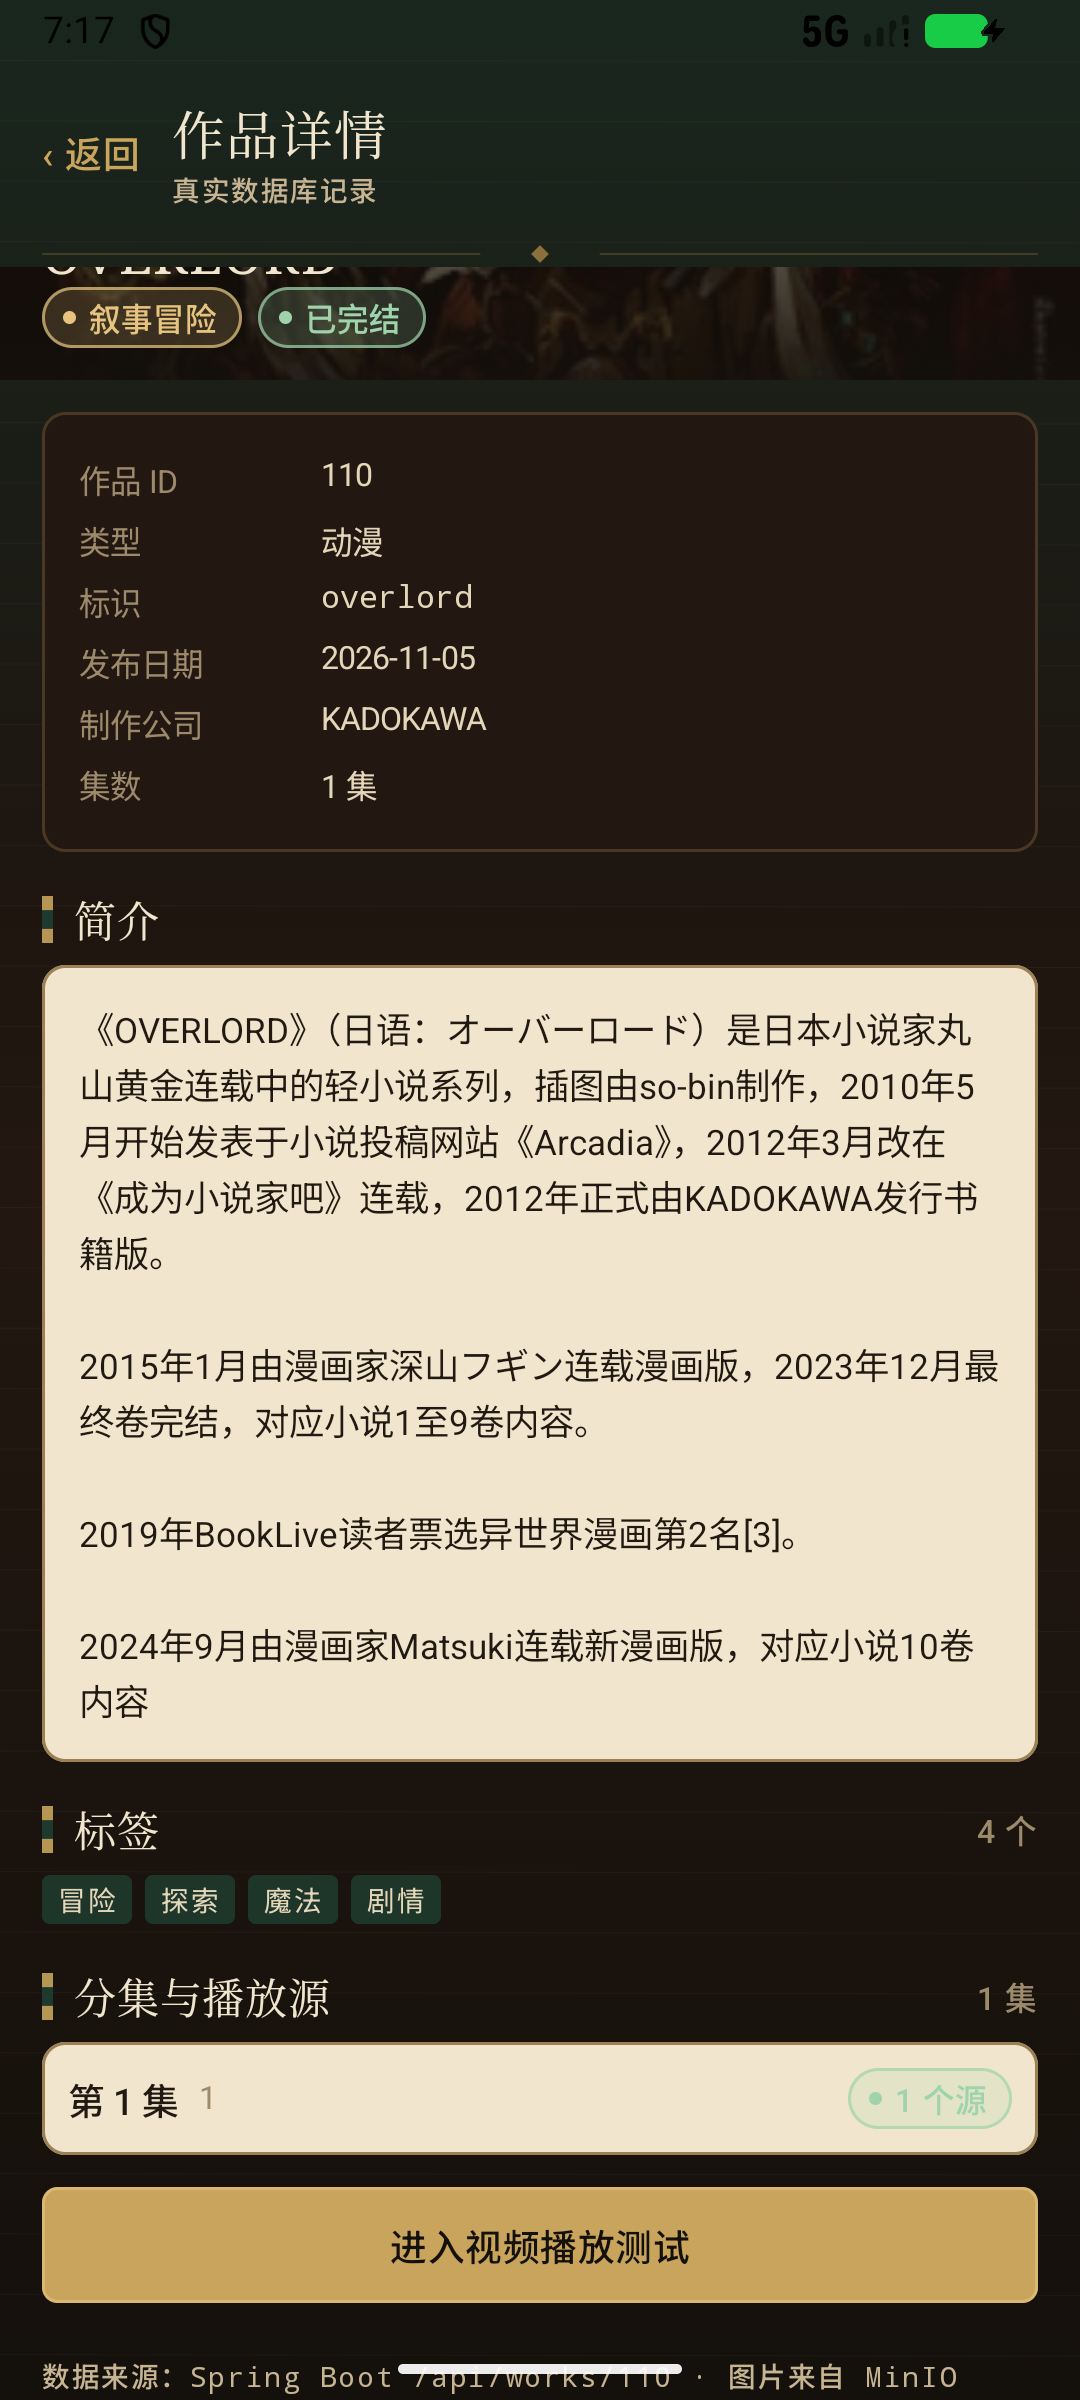 7:17
5G
‹ 返回
作品详情
真实数据库记录
OVERLORD
叙事冒险
已完结
作品 ID
110
类型
动漫
标识
overlord
发布日期
2026-11-05
制作公司
KADOKAWA
集数
1 集
简介
《OVERLORD》（日语：オーバーロード）是日本小说家丸
山黄金连载中的轻小说系列，插图由so-bin制作，2010年5
月开始发表于小说投稿网站《Arcadia》，2012年3月改在
《成为小说家吧》连载，2012年正式由KADOKAWA发行书
籍版。
2015年1月由漫画家深山フギン连载漫画版，2023年12月最
终卷完结，对应小说1至9卷内容。
2019年BookLive读者票选异世界漫画第2名[3]。
2024年9月由漫画家Matsuki连载新漫画版，对应小说10卷
内容
标签
4 个
冒险
探索
魔法
剧情
分集与播放源
1 集
第 1 集 1
1 个源
进入视频播放测试
数据来源：Spring Boot /api/works/110 · 图片来自 MinIO